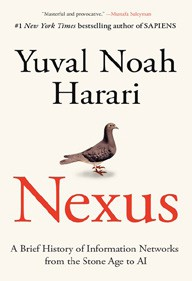 "Masterful and provocative." —Mustafa Suleyman
#1 New York Times bestselling author of SAPIENS
Yuval Noah
Harari
Nexus
A Brief History of Information Networks
from the Stone Age to AI